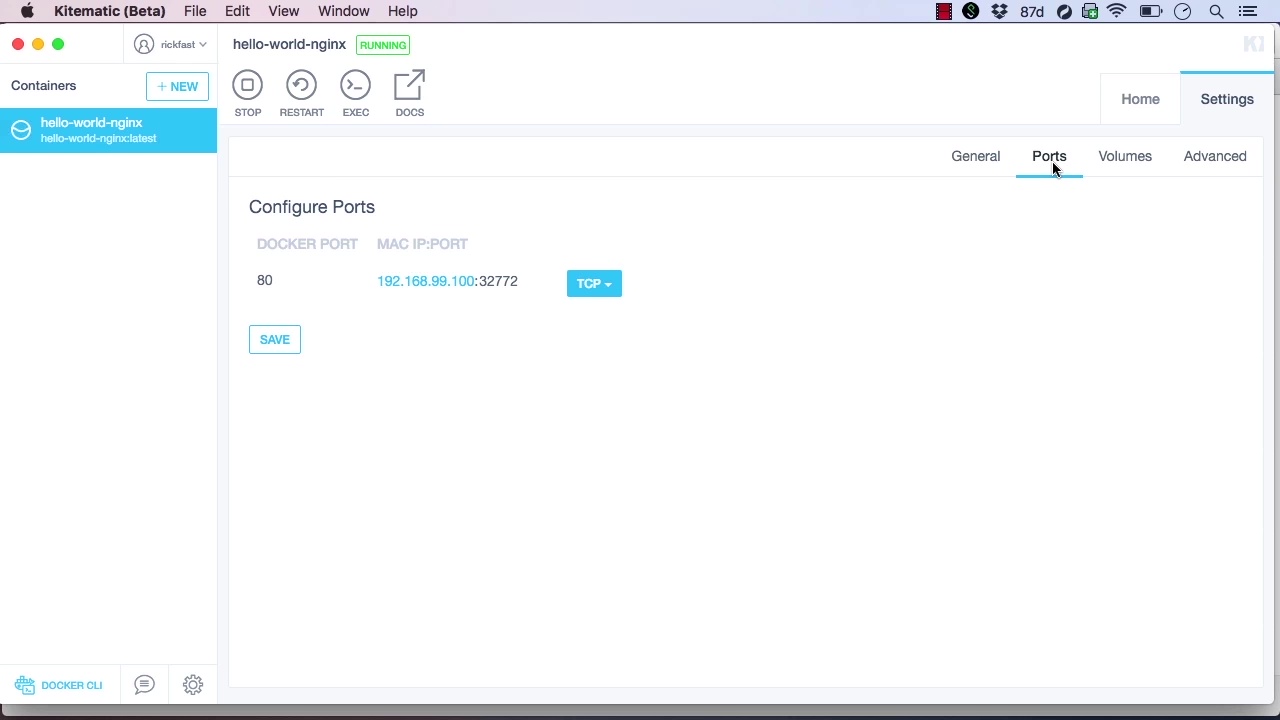 Kitematic (Beta) File Edit View Window Help 87d
rickfast
hello-world-nginx RUNNING
Containers
+ NEW
hello-world-nginx
hello-world-nginx:latest
STOP RESTART EXEC DOCS
Home Settings
General Ports Volumes Advanced
Configure Ports
DOCKER PORT MAC IP:PORT
80 192.168.99.100:32772 TCP
SAVE
DOCKER CLI